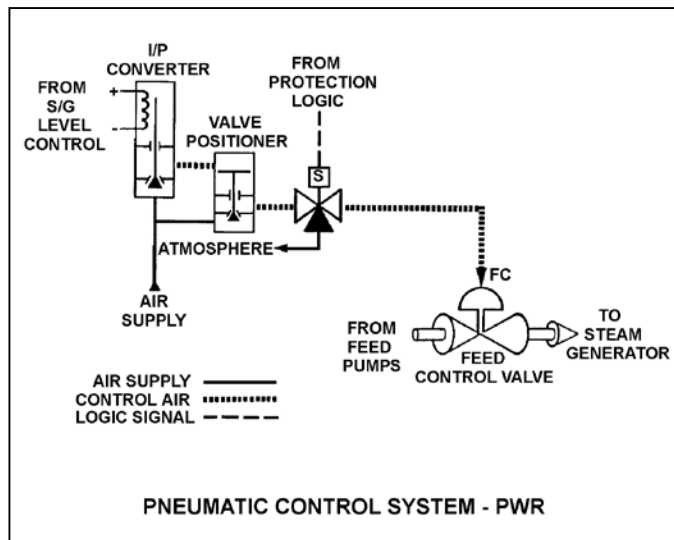 I/P
CONVERTER
FROM
S/G
LEVEL
CONTROL
+
-
VALVE
POSITIONER
FROM
PROTECTION
LOGIC
S
ATMOSPHERE
AIR
SUPPLY
FC
FROM
FEED
PUMPS
FEED
CONTROL VALVE
TO
STEAM
GENERATOR
AIR SUPPLY
CONTROL AIR
LOGIC SIGNAL
PNEUMATIC CONTROL SYSTEM - PWR